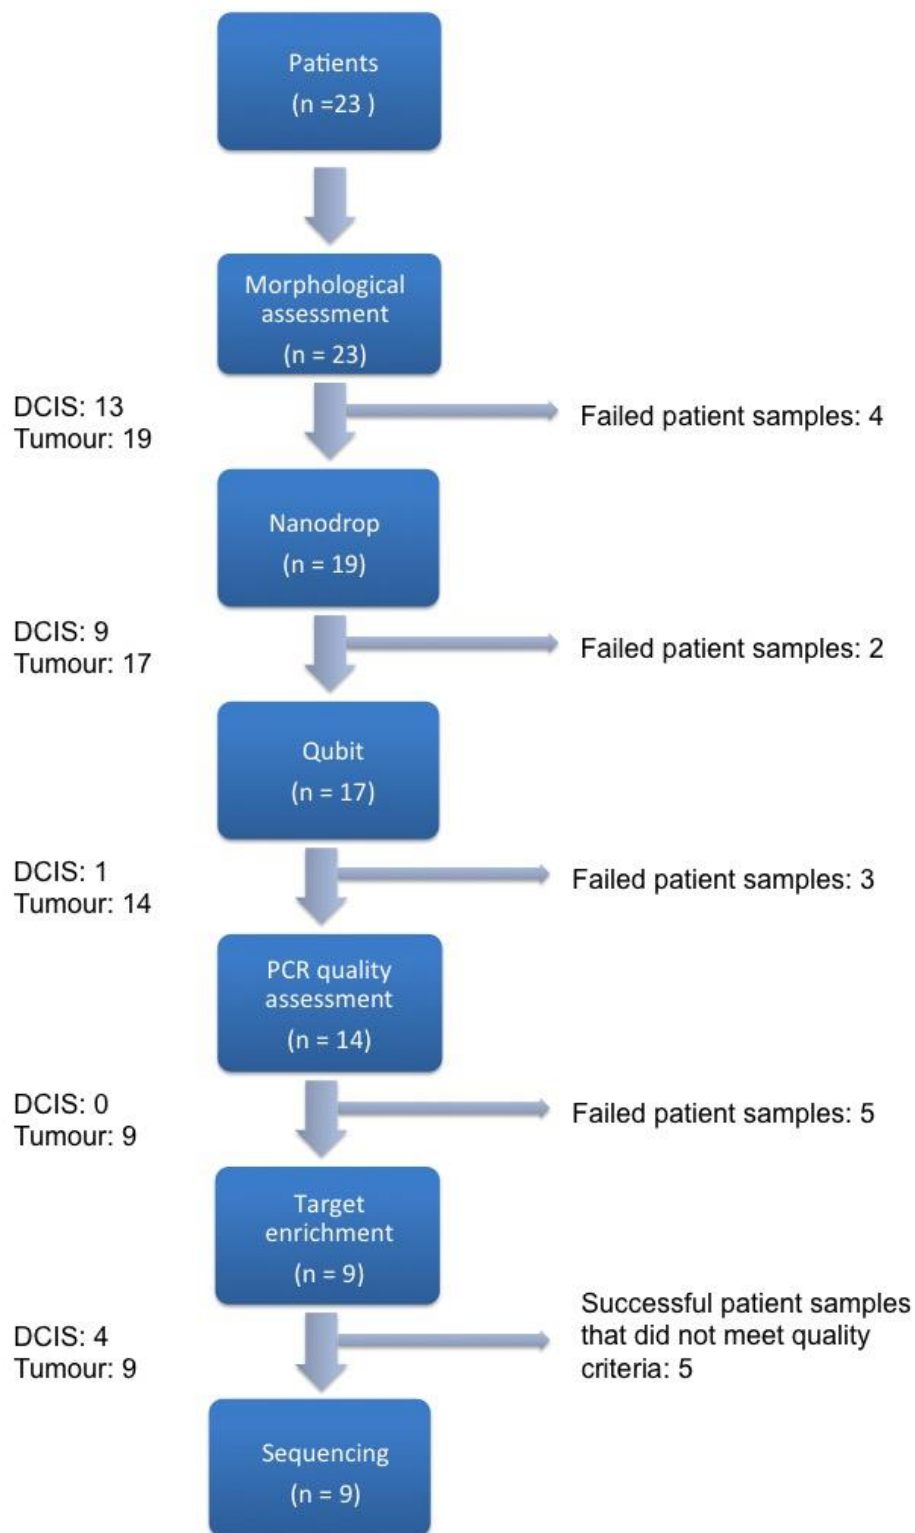 Patients
(n =23 )
Morphological
assessment
(n = 23)
DCIS: 13
Tumour: 19
Failed patient samples: 4
Nanodrop
(n = 19)
DCIS: 9
Tumour: 17
Failed patient samples: 2
Qubit
(n = 17)
DCIS: 1
Tumour: 14
Failed patient samples: 3
PCR quality
assessment
(n = 14)
DCIS: 0
Tumour: 9
Failed patient samples: 5
Target
enrichment
(n = 9)
DCIS: 4
Tumour: 9
Successful patient samples
that did not meet quality
criteria: 5
Sequencing
(n = 9)